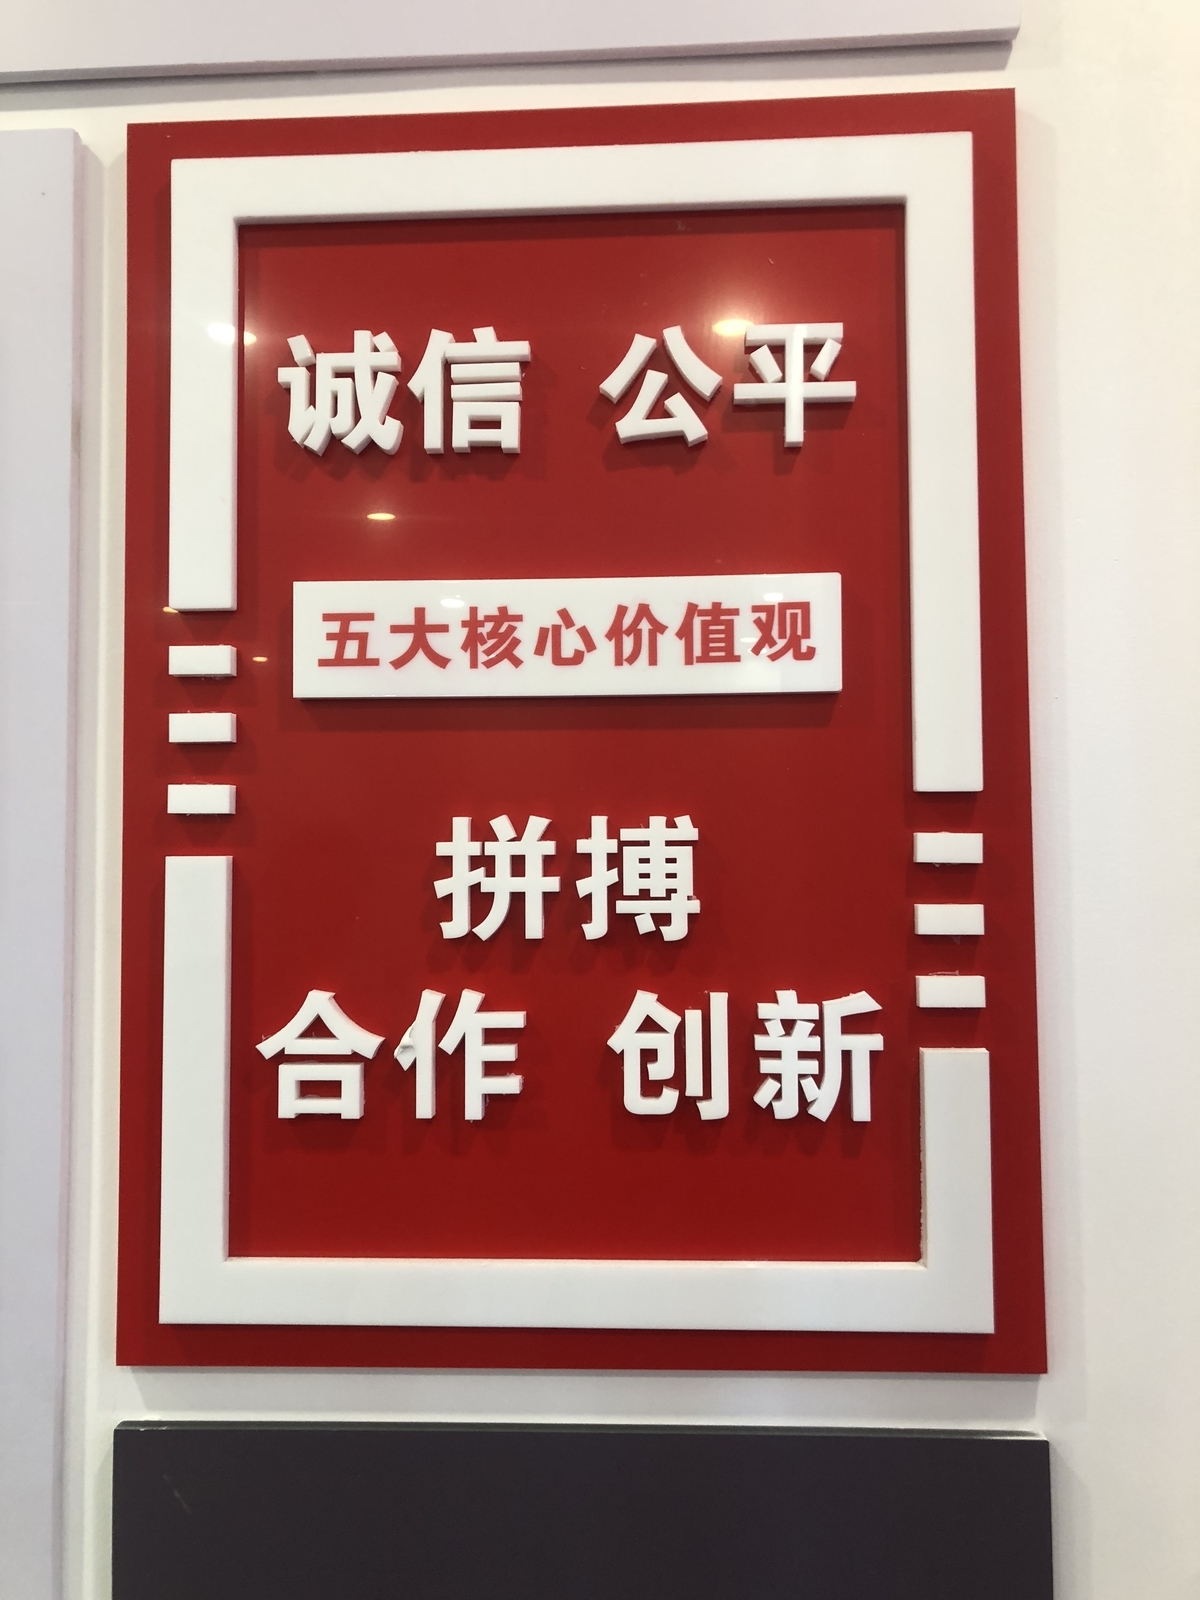 诚信 公平
五大核心价值观
拼搏
合作 创新